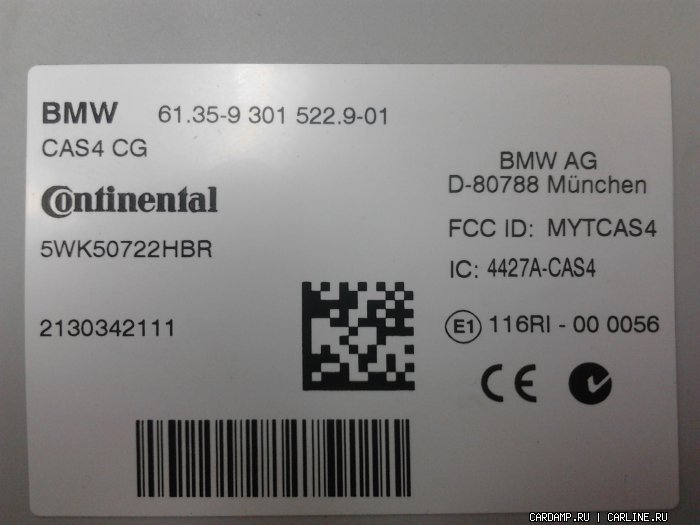 BMW 61.35-9 301 522.9-01
CAS4 CG
Continental
5WK50722HBR
2130342111
BMW AG
D-80788 München
FCC ID: MYTCAS4
IC: 4427A-CAS4
E1 116RI - 00 0056
CE
CARDAMP.RU | CARLINE.RU